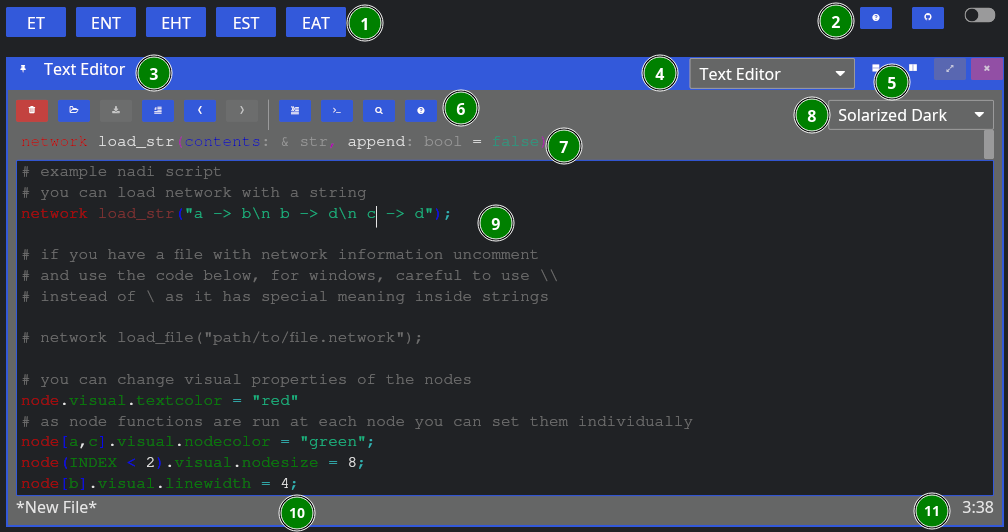 ET ENT EHT EST EAT 1 2
Text Editor 3 4 Text Editor 5
6 8 Solarized Dark
network load_str(contents: & str, append: bool = false) 7
# example nadi script
# you can load network with a string
network load_str("a -> b\n b -> d\n c -> d"); 9
# if you have a file with network information uncomment
# and use the code below, for windows, careful to use \\
# instead of \ as it has special meaning inside strings
# network load_file("path/to/file.network");
# you can change visual properties of the nodes
node.visual.textcolor = "red"
# as node functions are run at each node you can set them individually
node[a,c].visual.nodecolor = "green";
node(INDEX < 2).visual.nodesize = 8;
node[b].visual.linewidth = 4;
*New File* 10 11 3:38